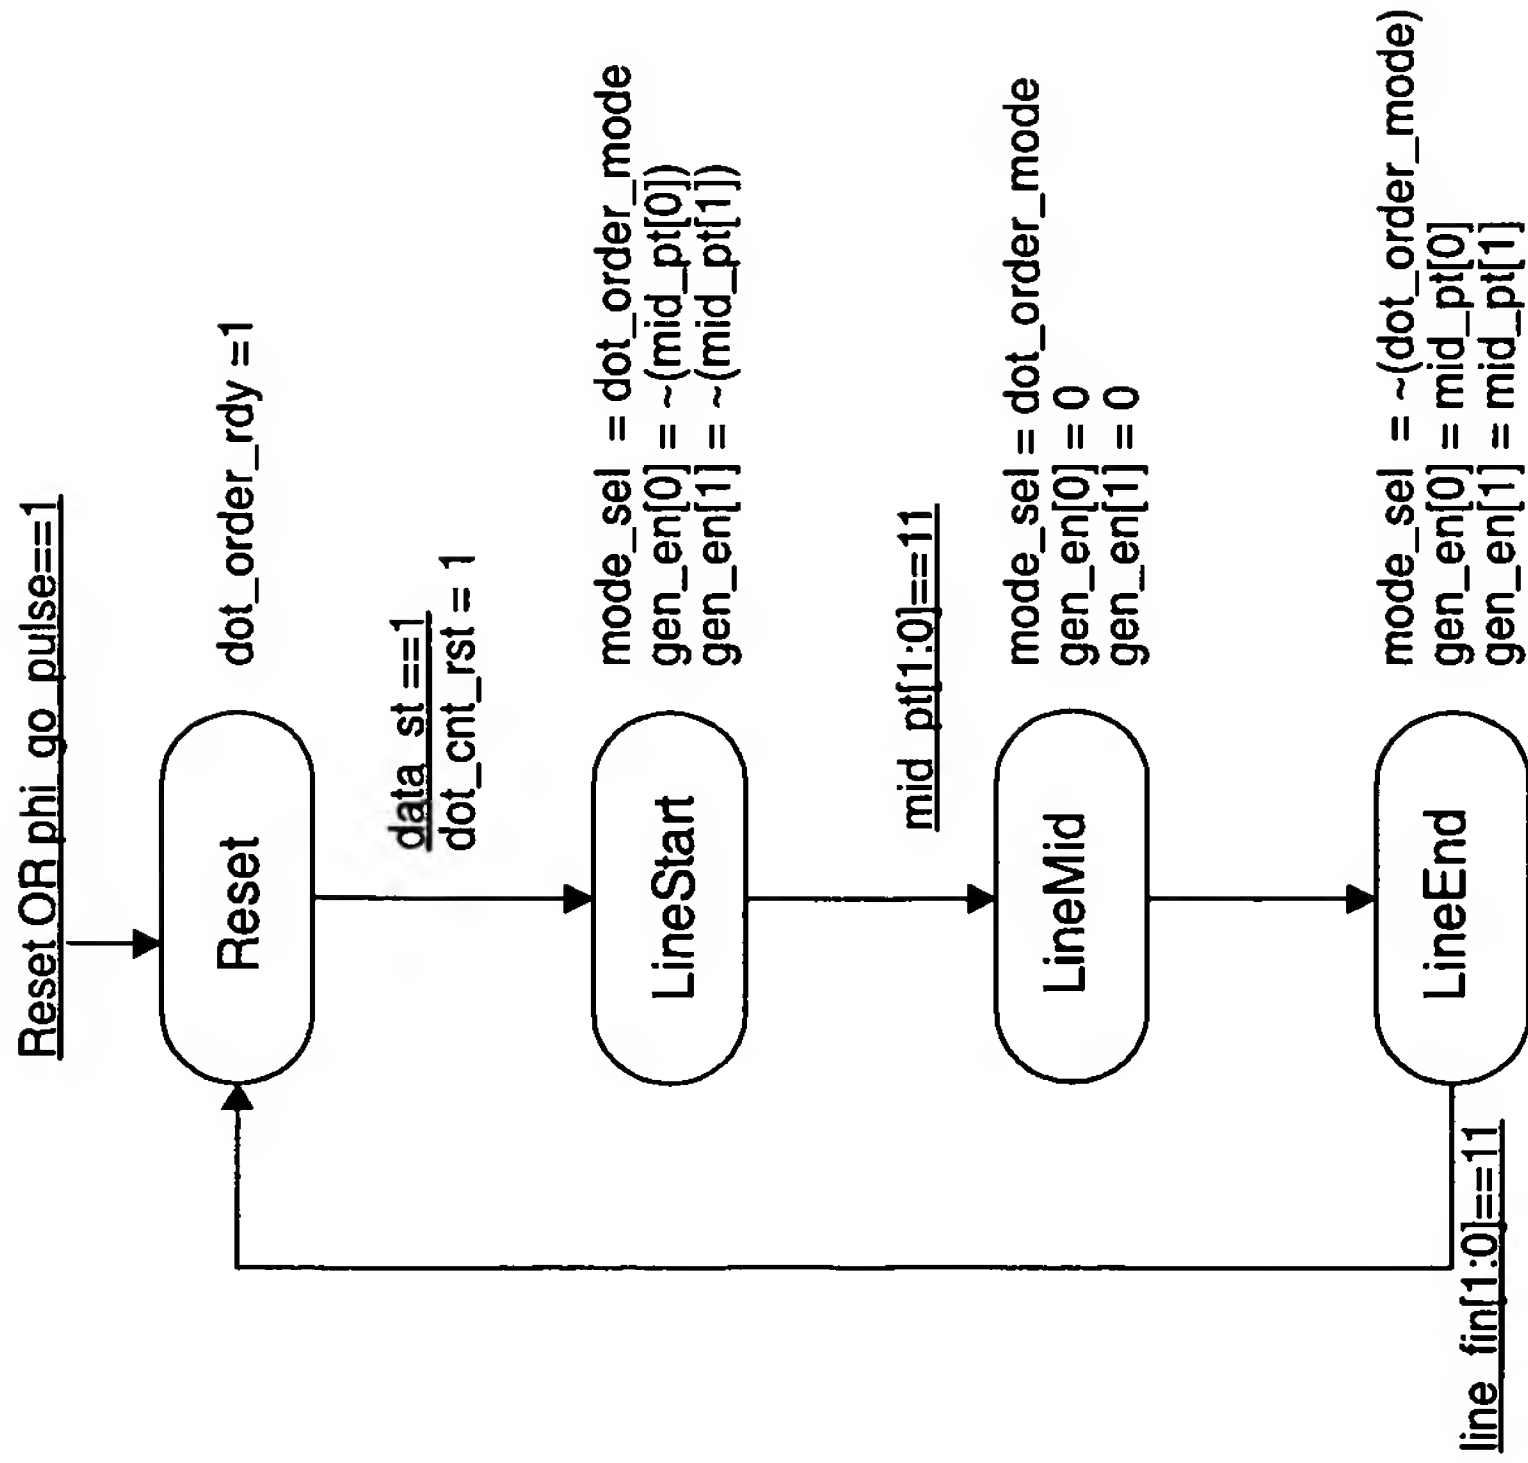 Reset OR phi_go_pulse==1
Reset
dot_order_rdy =1
data_st ==1
dot_cnt_rst = 1
LineStart
mode_sel = dot_order_mode
gen_en[0] = ~(mid_pt[0])
gen_en[1] = ~(mid_pt[1])
mid_pt[1:0]==11
LineMid
mode_sel = dot_order_mode
gen_en[0] = 0
gen_en[1] = 0
LineEnd
mode_sel = ~(dot_order_mode)
gen_en[0] = mid_pt[0]
gen_en[1] = mid_pt[1]
line_fin[1:0]==11